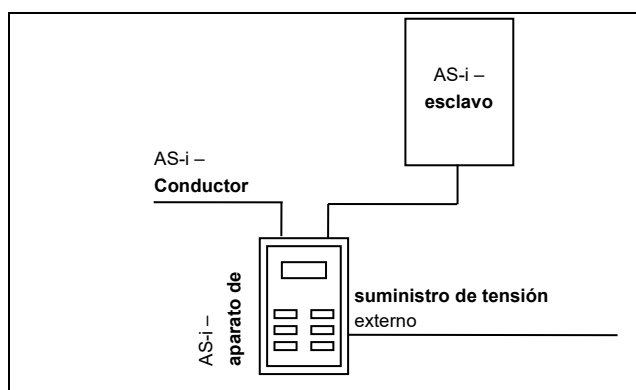 AS-i –
esclavo
AS-i –
Conductor
AS-i –
aparato de
suministro de tensión
externo